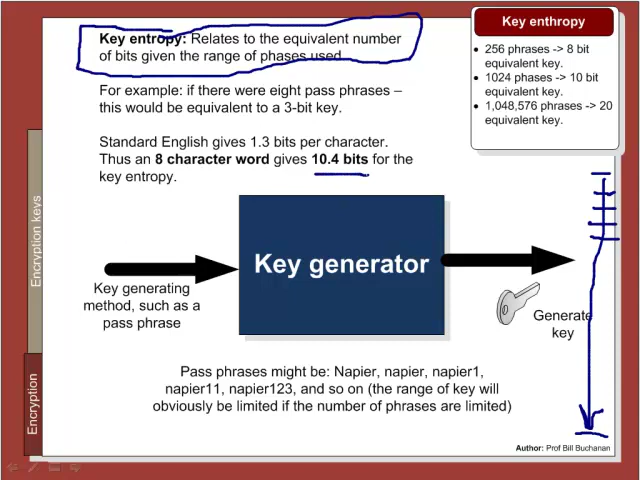 Key entropy: Relates to the equivalent number
of bits given the range of phases used.
For example: if there were eight pass phrases –
this would be equivalent to a 3-bit key.
Standard English gives 1.3 bits per character.
Thus an 8 character word gives 10.4 bits for the
key entropy.
Key enthropy
• 256 phrases -> 8 bit
equivalent key.
• 1024 phases -> 10 bit
equivalent key.
• 1,048,576 phrases -> 20
equivalent key.
Encryption keys
Encryption
Key generator
Key generating
method, such as a
pass phrase
Generate
key
Pass phrases might be: Napier, napier, napier1,
napier11, napier123, and so on (the range of key will
obviously be limited if the number of phrases are limited)
Author: Prof Bill Buchanan